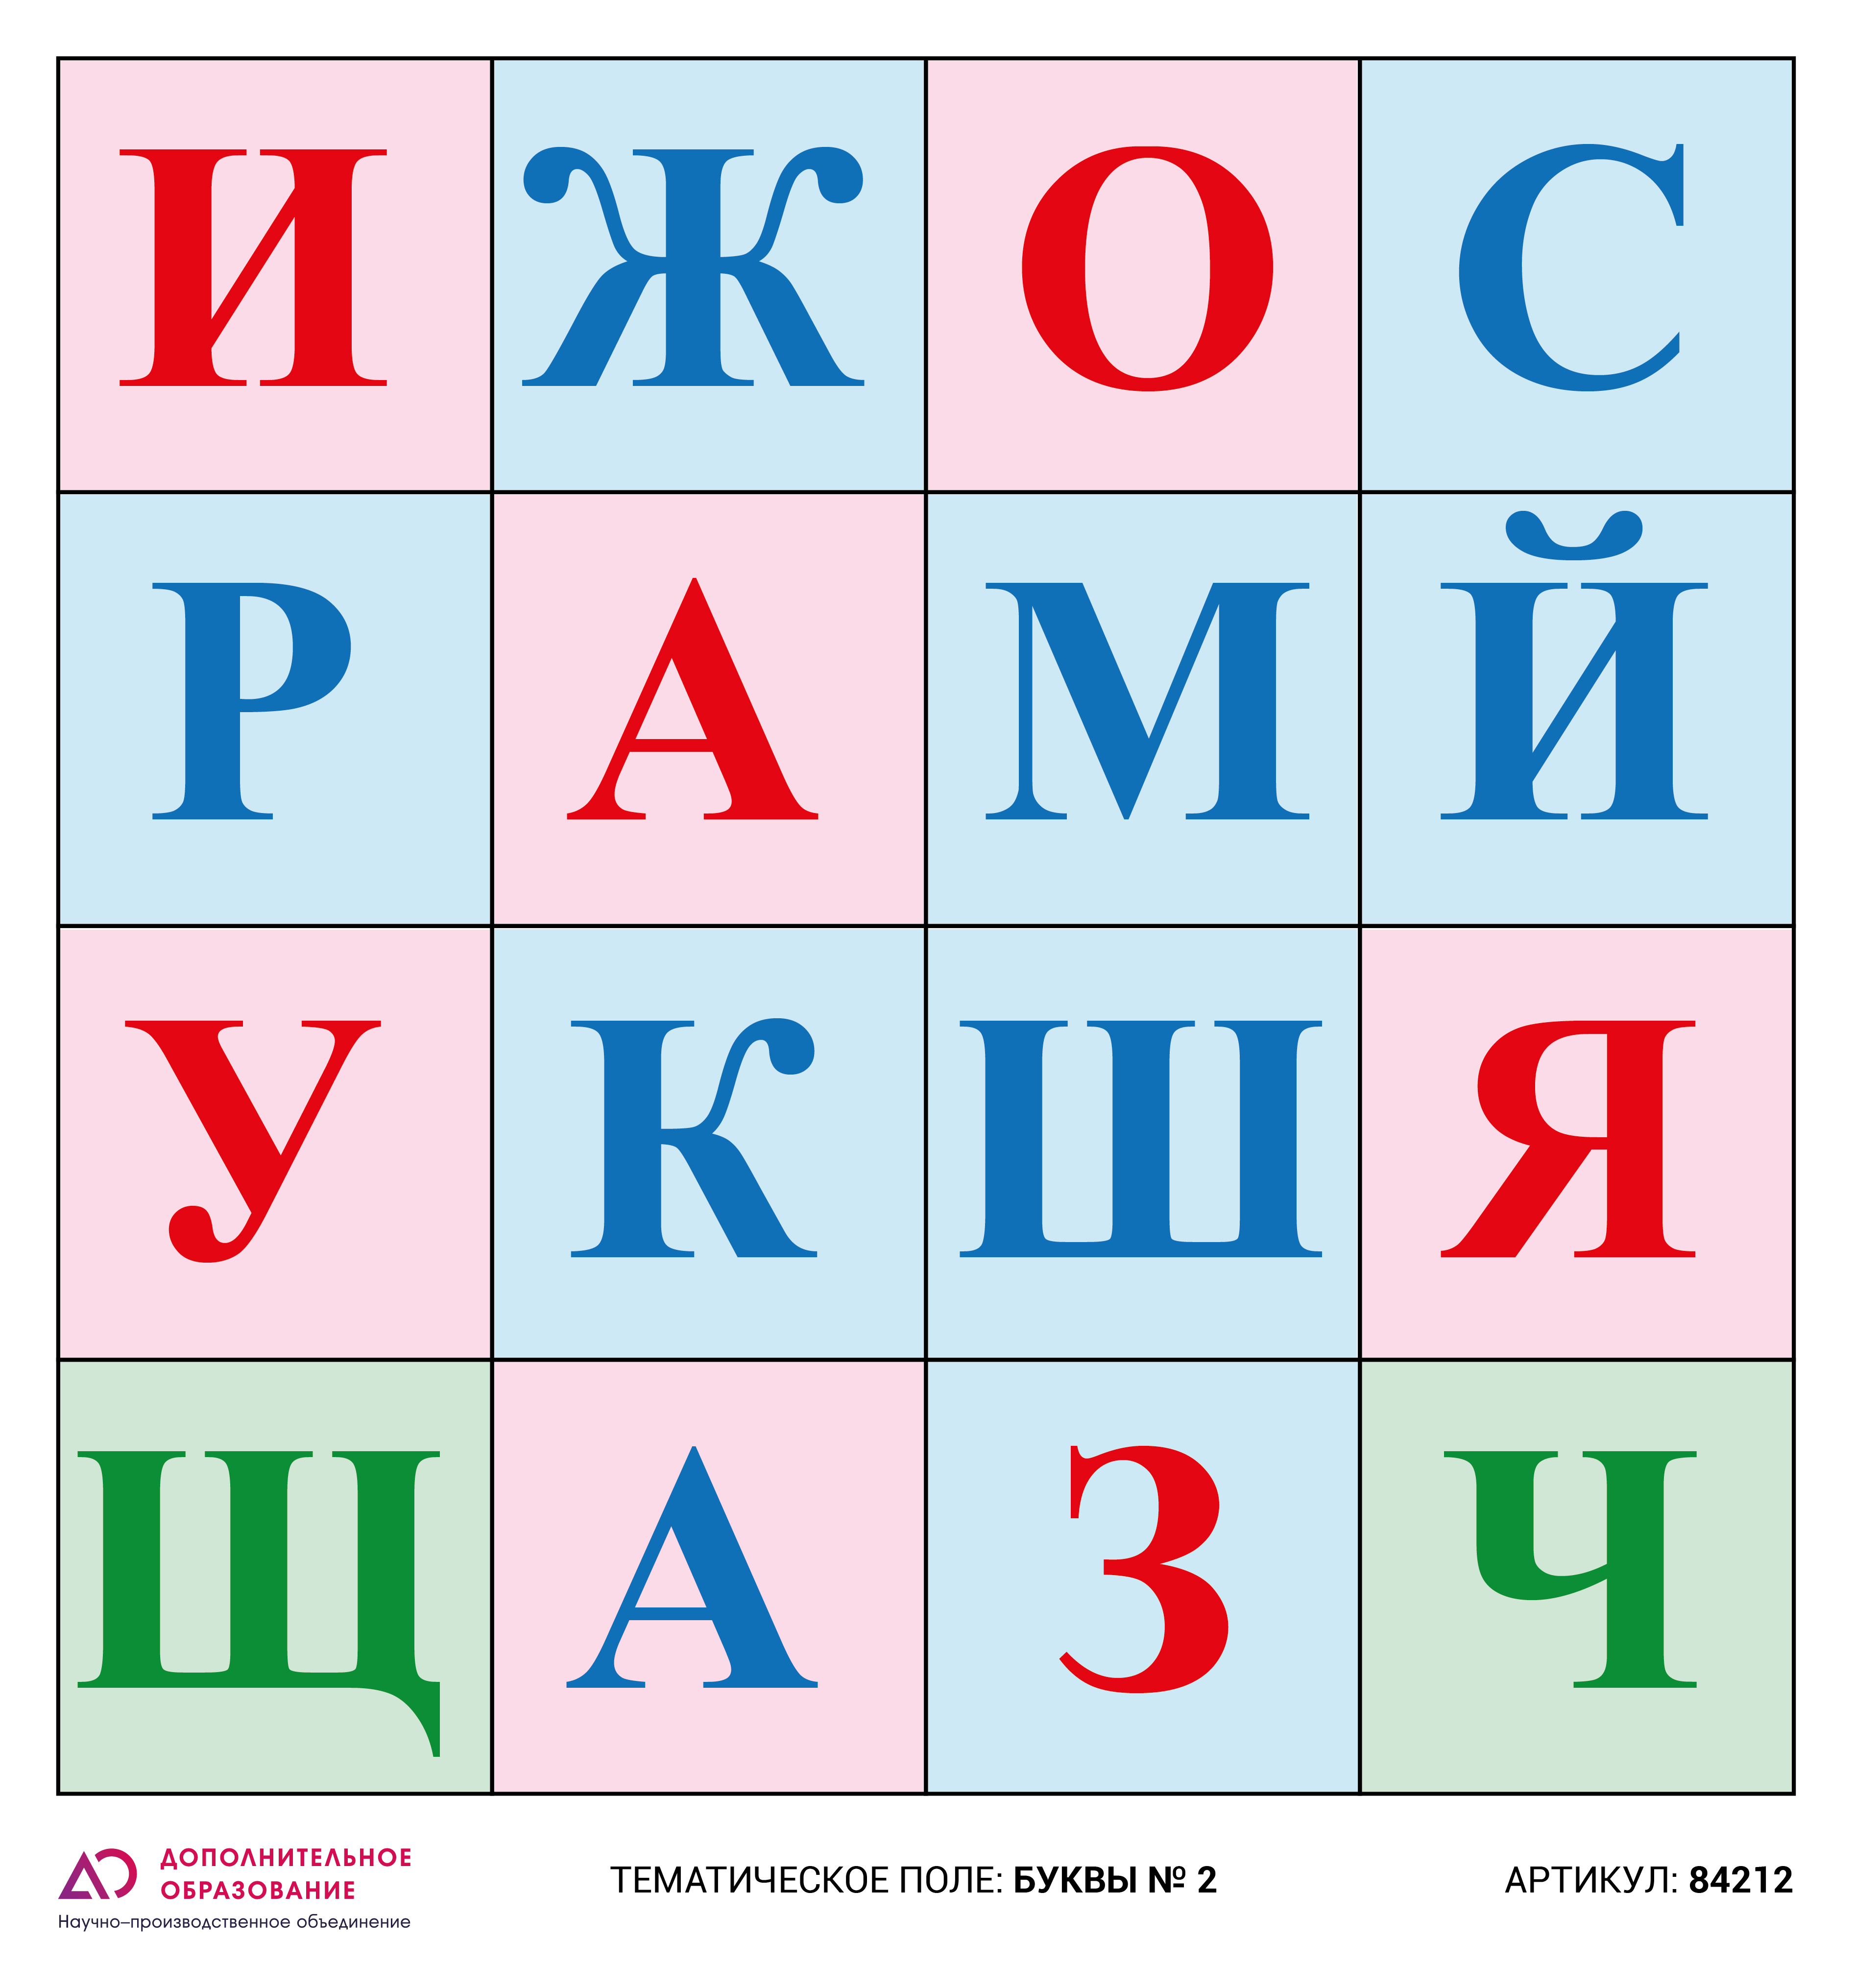 И Ж О С
Р А М Й
У К Ш Я
Щ А З Ч
ДОПОЛНИТЕЛЬНОЕ
ОБРАЗОВАНИЕ
Научно-производственное объединение
ТЕМАТИЧЕСКОЕ ПОЛЕ: БУКВЫ № 2
АРТИКУЛ: 84212